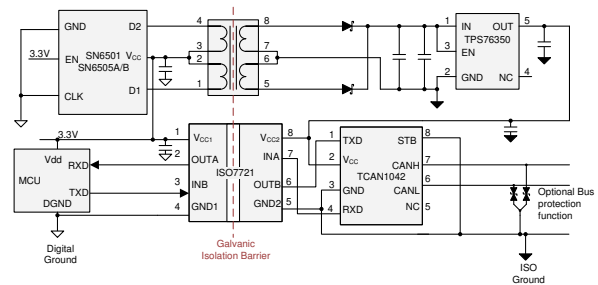 GND
D2
4
8
1
IN
OUT
5
3.3V
EN
SN6501
SN6505A/B
VCC
3
2
7
6
3
EN
TPS76350
CLK
D1
1
5
2
GND
NC
4
3.3V
1
VCC1
VCC2
8
1
TXD
STB
8
Vdd
RXD
2
OUTA
INA
7
2
VCC
CANH
7
MCU
ISO7721
TCAN1042
TXD
3
INB
OUTB
6
3
GND
CANL
6
DGND
4
GND1
GND2
5
4
RXD
NC
5
Optional Bus
protection
function
Digital
Ground
Galvanic
Isolation Barrier
ISO
Ground